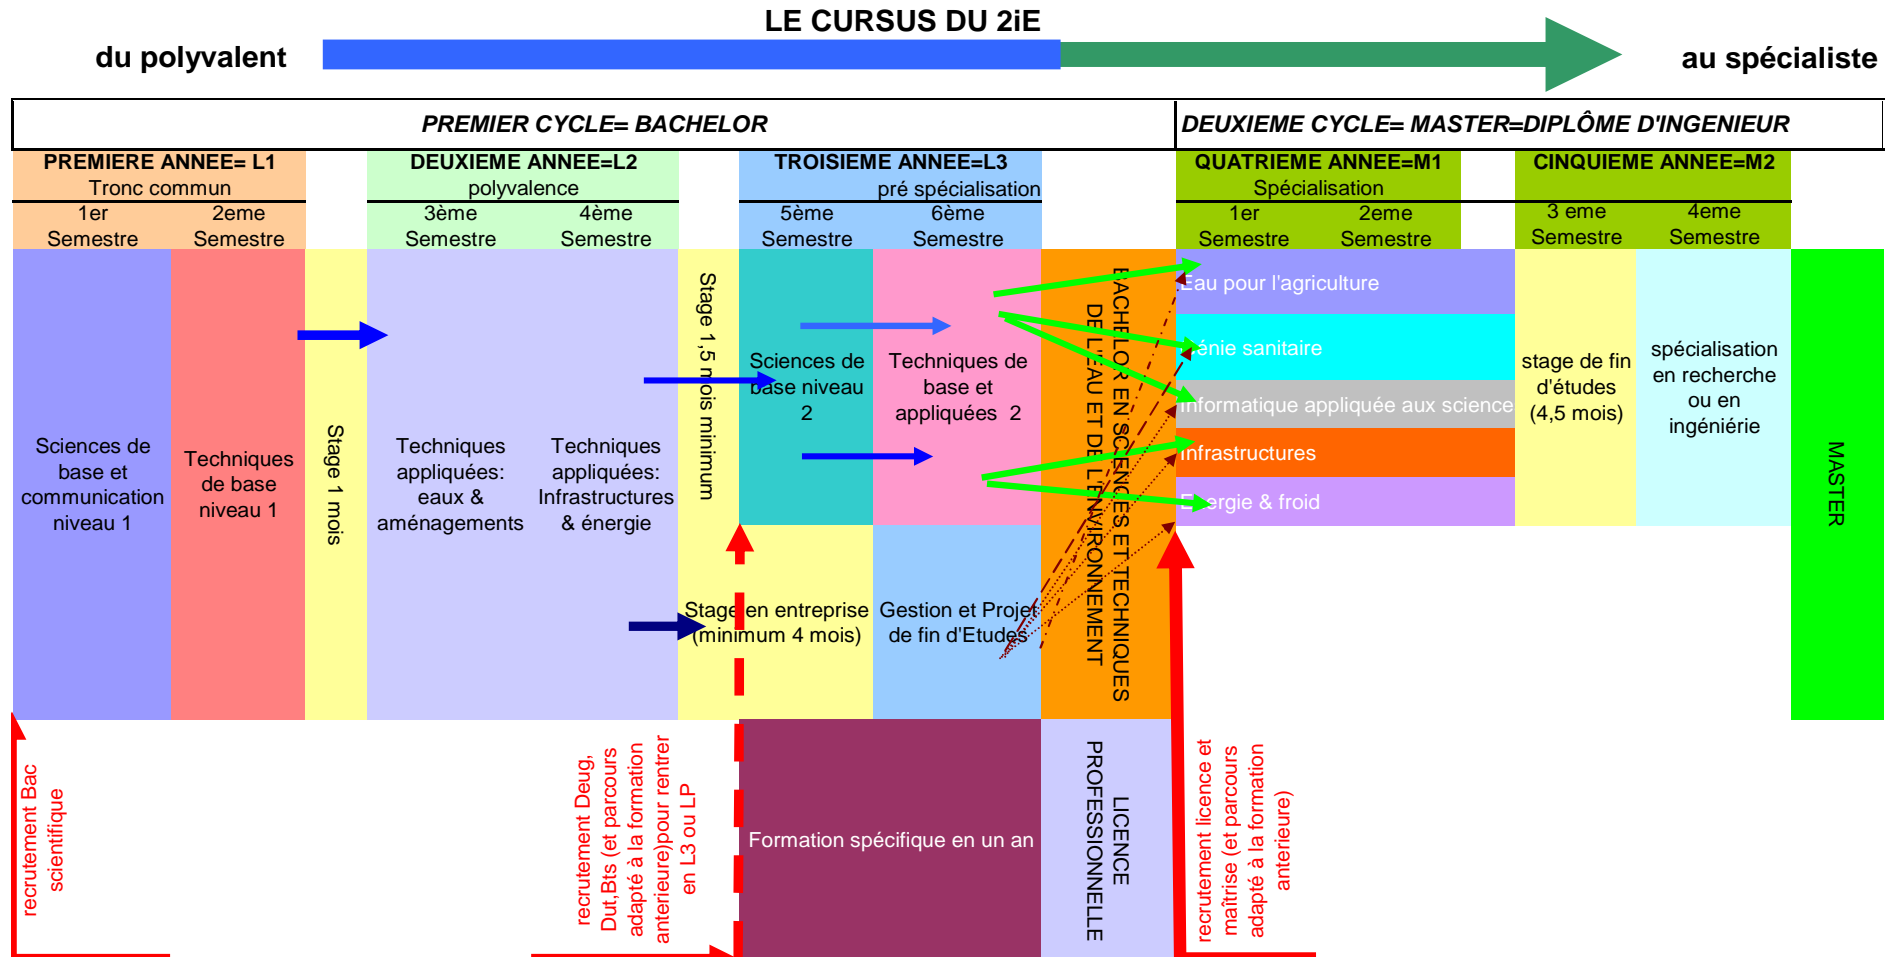 LE CURSUS DU 2iE
du polyvalent
au spécialiste
PREMIER CYCLE= BACHELOR
DEUXIEME CYCLE= MASTER=DIPLÔME D'INGENIEUR
PREMIERE ANNEE= L1
Tronc commun
1er
Semestre
2eme
Semestre
DEUXIEME ANNEE=L2
polyvalence
3ème
Semestre
4ème
Semestre
TROISIEME ANNEE=L3
pré spécialisation
5ème
Semestre
6ème
Semestre
QUATRIEME ANNEE=M1
Spécialisation
1er
Semestre
2eme
Semestre
CINQUIEME ANNEE=M2
3 eme
Semestre
4eme
Semestre
Sciences de
base et
communication
niveau 1
Techniques
de base
niveau 1
Stage 1 mois
Techniques
appliquées:
eaux &
aménagements
Techniques
appliquées:
Infrastructures
& énergie
Stage 1,5 mois minimum
Sciences de
base niveau
2
Techniques de
base et
appliquées  2
Stage en entreprise
(minimum 4 mois)
Gestion et Projet
de fin d'Etudes
BACHELOR EN SCIENCES ET TECHNIQUES
DE L'EAU ET DE L'ENVIRONNEMENT
Eau pour l'agriculture
Génie sanitaire
Informatique appliquée aux science
Infrastructures
Energie & froid
stage de fin
d'études
(4,5 mois)
spécialisation
en recherche
ou en
ingéniérie
MASTER
recrutement Bac
scientifique
recrutement Deug,
Dut,Bts (et parcours
adapté à la formation
anterieure)pour rentrer
en L3 ou LP
Formation spécifique en un an
LICENCE
PROFESSIONNELLE
recrutement licence et
maîtrise (et parcours
adapté à la formation
anterieure)